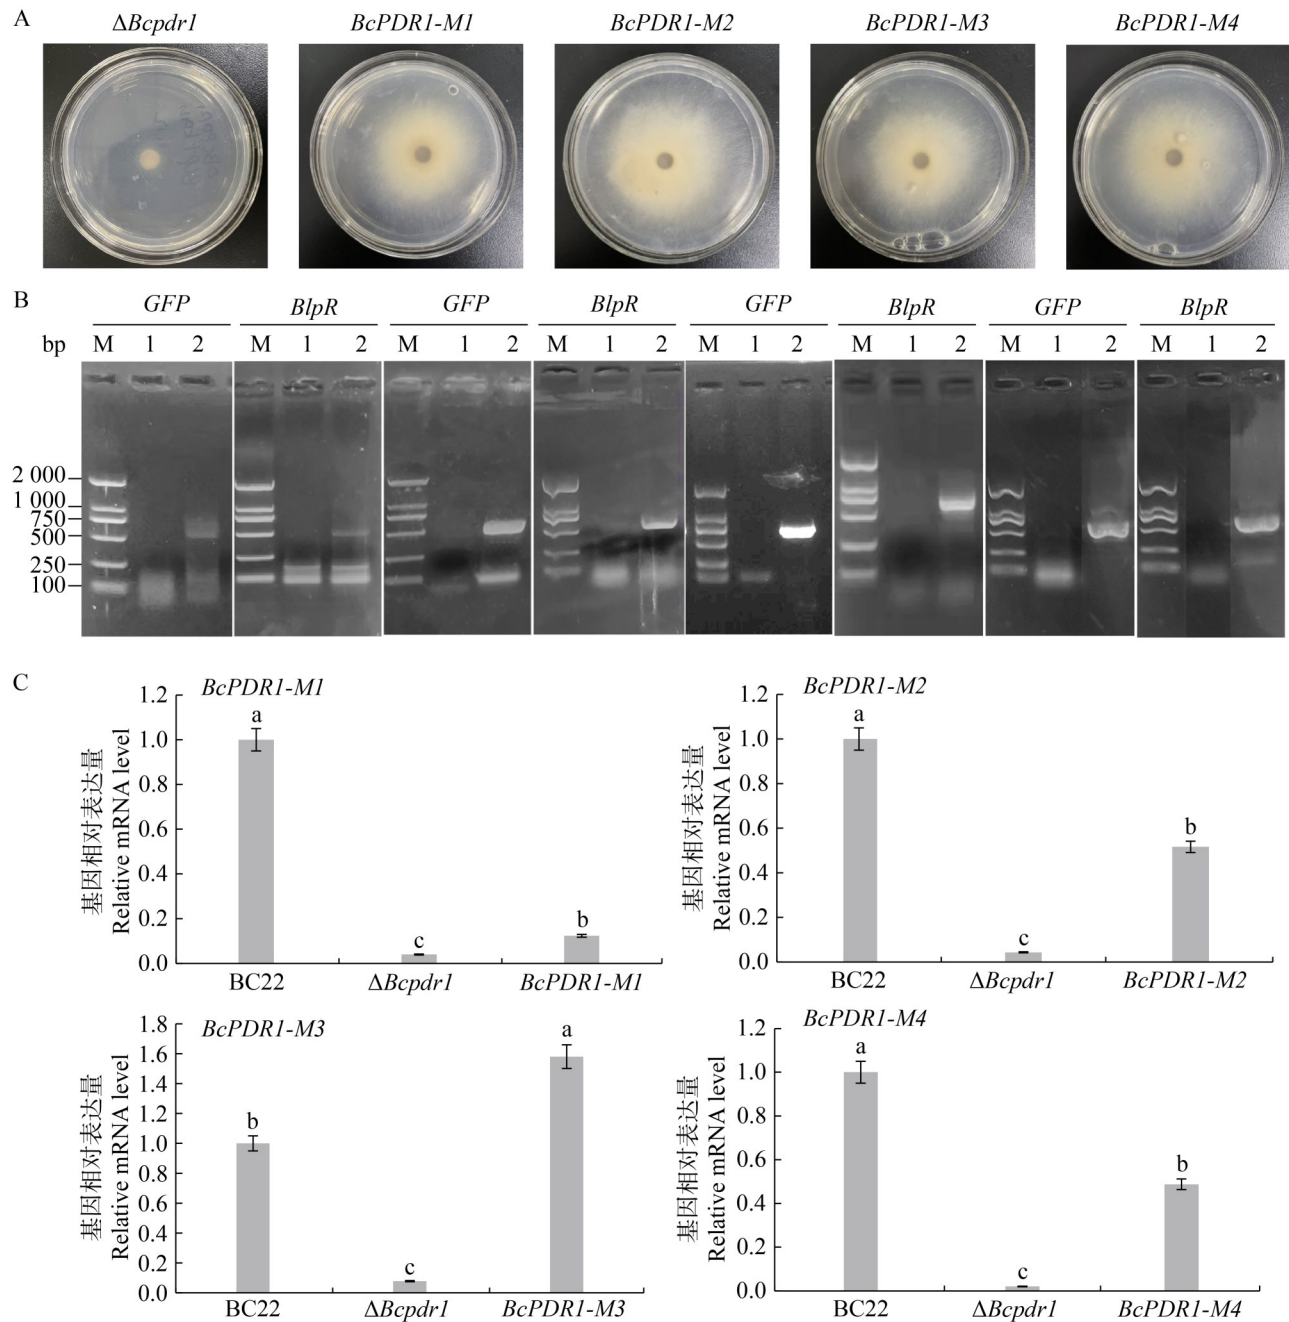 A
ΔBcpdr1 BcPDR1-M1 BcPDR1-M2 BcPDR1-M3 BcPDR1-M4
B
GFP BlpR GFP BlpR GFP BlpR GFP BlpR
bp M 1 2 M 1 2 M 1 2 M 1 2 M 1 2 M 1 2 M 1 2 M 1 2
2 000
1 000
750
500
250
100
C
BcPDR1-M1
基因相对表达量
Relative mRNA level
1.2
1.0
0.8
0.6
0.4
0.2
0.0
a
c
b
BC22 ΔBcpdr1 BcPDR1-M1
BcPDR1-M2
基因相对表达量
Relative mRNA level
1.2
1.0
0.8
0.6
0.4
0.2
0.0
a
c
b
BC22 ΔBcpdr1 BcPDR1-M2
BcPDR1-M3
基因相对表达量
Relative mRNA level
1.8
1.6
1.4
1.2
1.0
0.8
0.6
0.4
0.2
0.0
b
c
a
BC22 ΔBcpdr1 BcPDR1-M3
BcPDR1-M4
基因相对表达量
Relative mRNA level
1.2
1.0
0.8
0.6
0.4
0.2
0.0
a
c
b
BC22 ΔBcpdr1 BcPDR1-M4